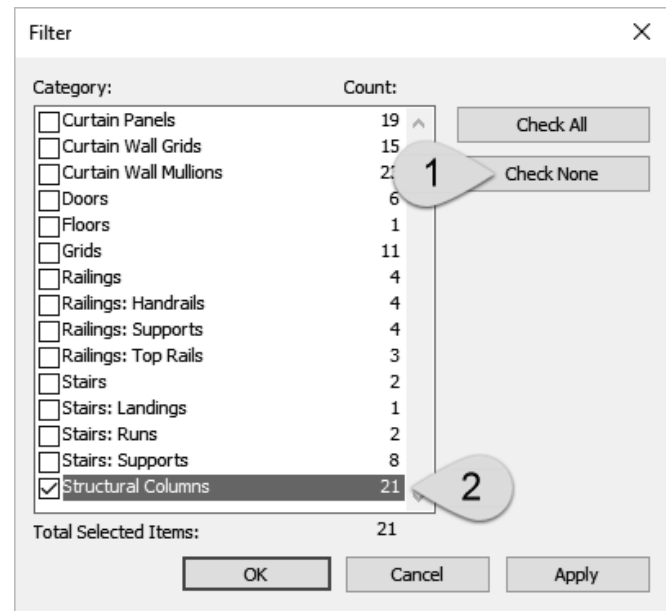 Filter
Category: Count:
Curtain Panels 19
Check All
Curtain Wall Grids 15
Curtain Wall Mullions
1
Check None
Doors 6
Floors 1
Grids 11
Railings 4
Railings: Handrails 4
Railings: Supports 4
Railings: Top Rails 3
Stairs 2
Stairs: Landings 1
Stairs: Runs 2
Stairs: Supports 8
Structural Columns 21
2
Total Selected Items: 21
OK Cancel Apply